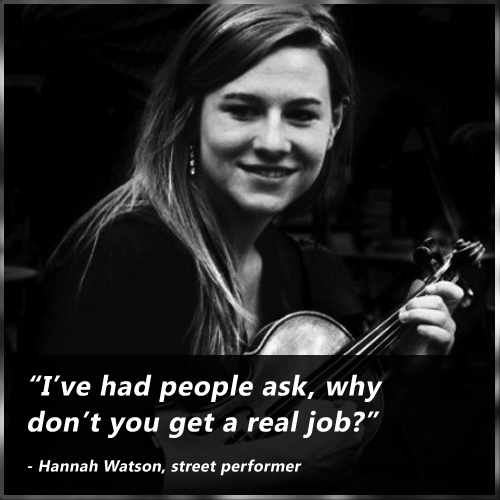 “I’ve had people ask, why
don’t you get a real job?”
- Hannah Watson, street performer